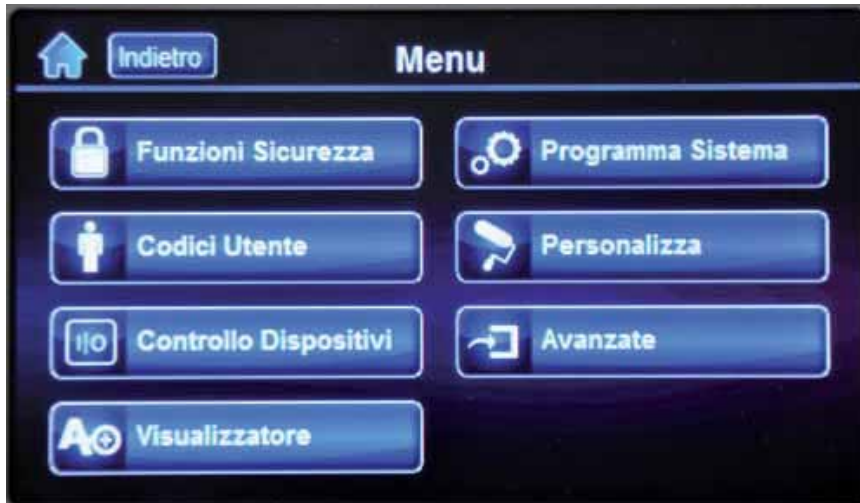 Indietro
Menu
Funzioni Sicurezza
Programma Sistema
Codici Utente
Personalizza
Controllo Dispositivi
Avanzate
Visualizzatore